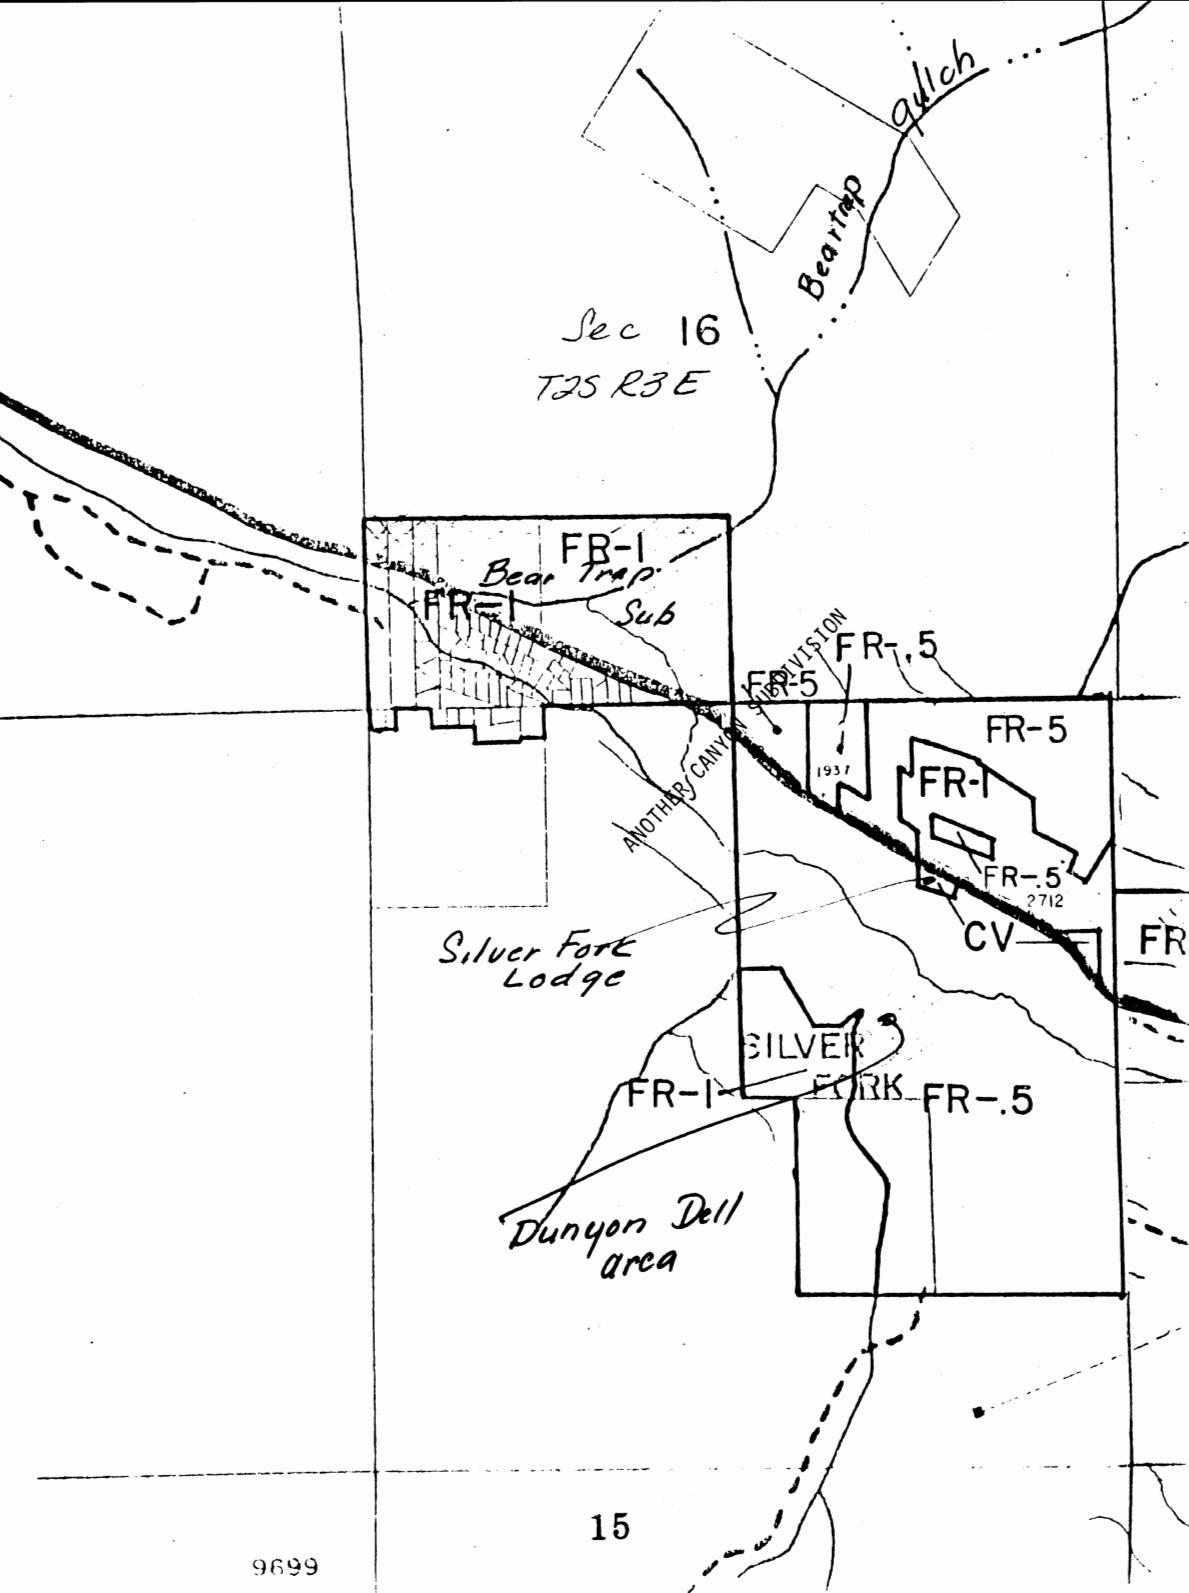 gulch
Beartrap
Sec 16
T2S R3E
FR-1
Bear Trap
FR-1
Sub
ANOTHER CANYON SUBDIVISION
FR-.5
FR-5
FR-5
1937
FR-1
FR-.5
2712
CV
FR
Silver Fork
Lodge
SILVER
FORK
FR-1
FR-.5
Dunyon Dell
area
15
9699